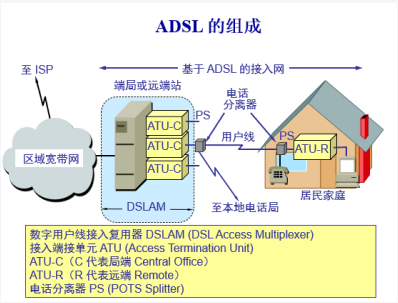 ADSL 的组成
至 ISP
基于 ADSL 的接入网
端局或远端站
电话
分离器
PS
ATU-C
用户线
PS
ATU-R
区域宽带网
ATU-C
ATU-C
居民家庭
DSLAM
至本地电话局
数字用户线接入复用器 DSLAM (DSL Access Multiplexer)
接入端接单元 ATU (Access Termination Unit)
ATU-C（C 代表局端 Central Office）
ATU-R（R 代表远端 Remote）
电话分离器 PS (POTS Splitter)